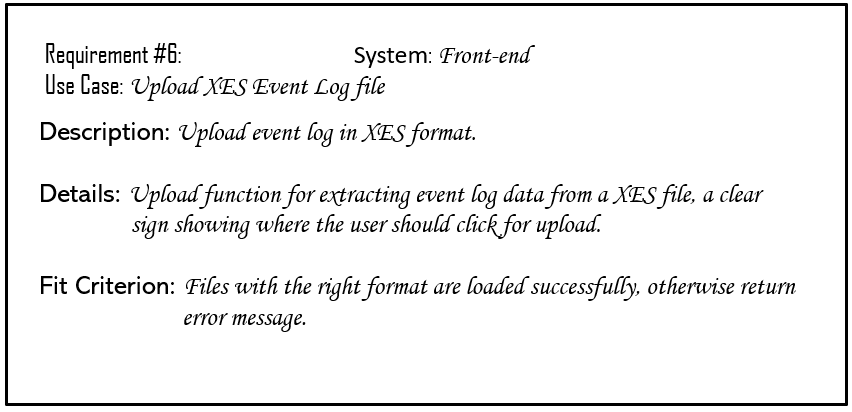 Requirement #6: System: Front-end
Use Case: Upload XES Event Log file
Description: Upload event log in XES format.
Details: Upload function for extracting event log data from a XES file, a clear
sign showing where the user should click for upload.
Fit Criterion: Files with the right format are loaded successfully, otherwise return
error message.